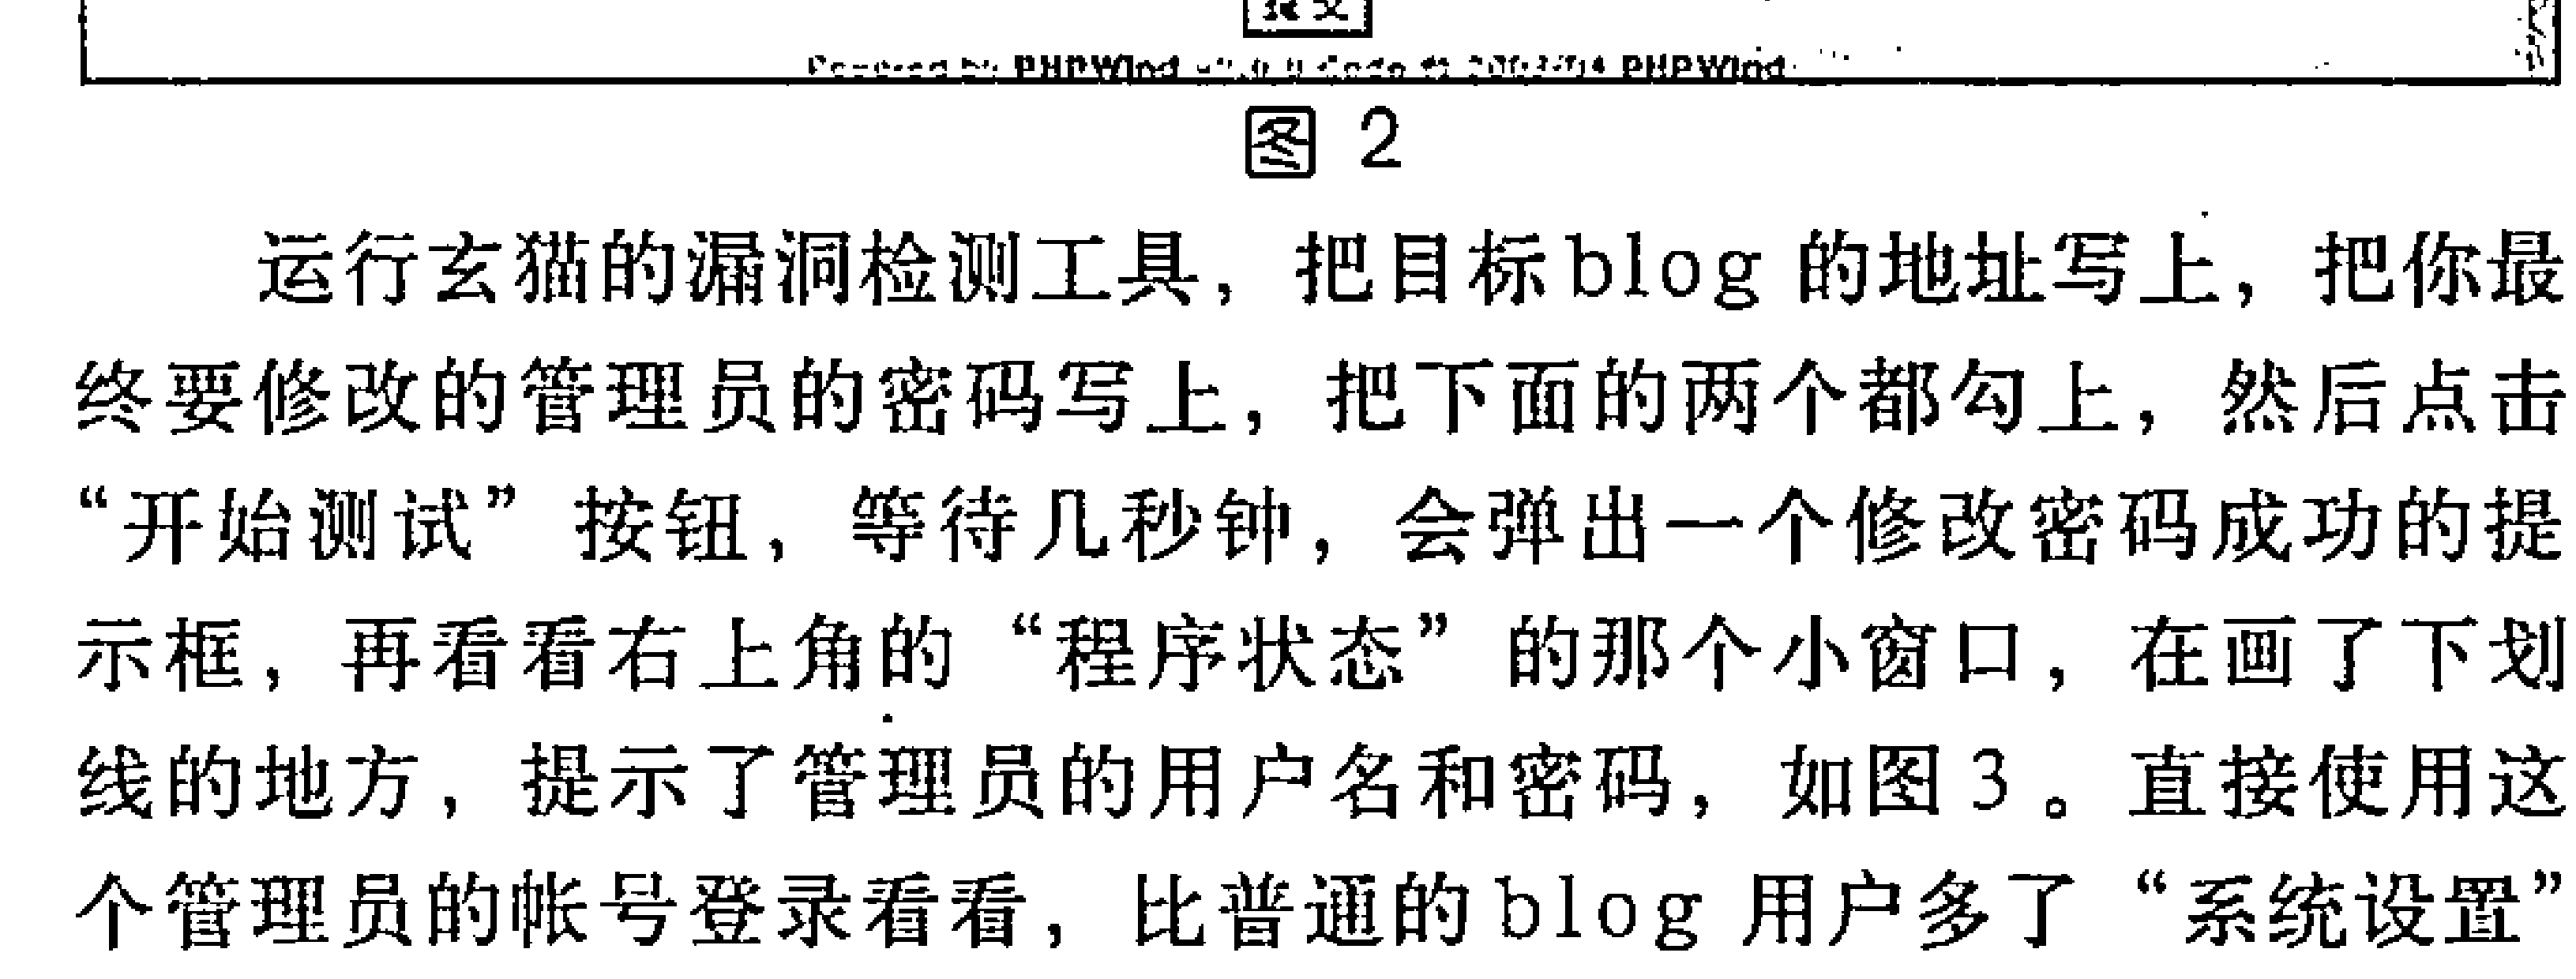 Powered by PHPWind Code © PHPWind
图 2
运行玄猫的漏洞检测工具，把目标blog 的地址写上，把你最
终要修改的管理员的密码写上，把下面的两个都勾上，然后点击
“开始测试”按钮，等待几秒钟，会弹出一个修改密码成功的提
示框，再看看右上角的“程序状态”的那个小窗口，在画了下划
线的地方，提示了管理员的用户名和密码，如图 3 。直接使用这
个管理员的帐号登录看看，比普通的blog 用户多了“系统设置”